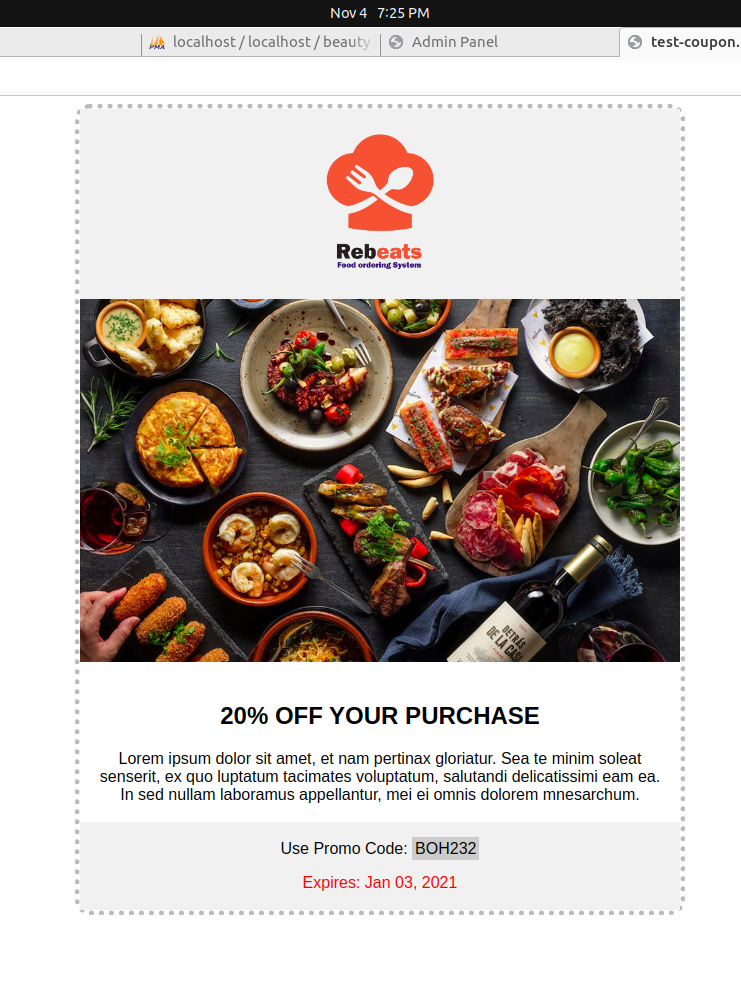 Nov 4 7:25 PM
PMA
localhost / localhost / beauty
Admin Panel
test-coupon.
Rebeats
Food ordering System
DETRÁS
DE LA CASA
20% OFF YOUR PURCHASE
Lorem ipsum dolor sit amet, et nam pertinax gloriatur. Sea te minim soleat
senserit, ex quo luptatum tacimates voluptatum, salutandi delicatissimi eam ea.
In sed nullam laboramus appellantur, mei ei omnis dolorem mnesarchum.
Use Promo Code: BOH232
Expires: Jan 03, 2021